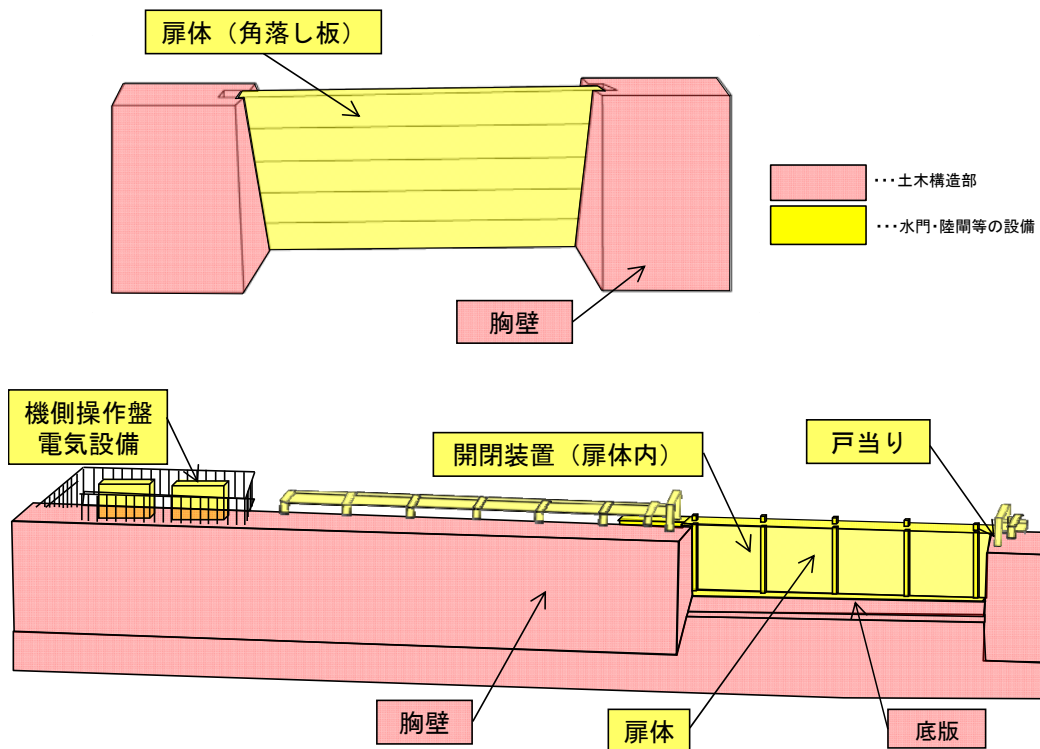 扉体（角落し板）
･･･土木構造部
･･･水門･陸閘等の設備
胸壁
機側操作盤
電気設備
開閉装置（扉体内）
戸当り
胸壁
扉体
底版